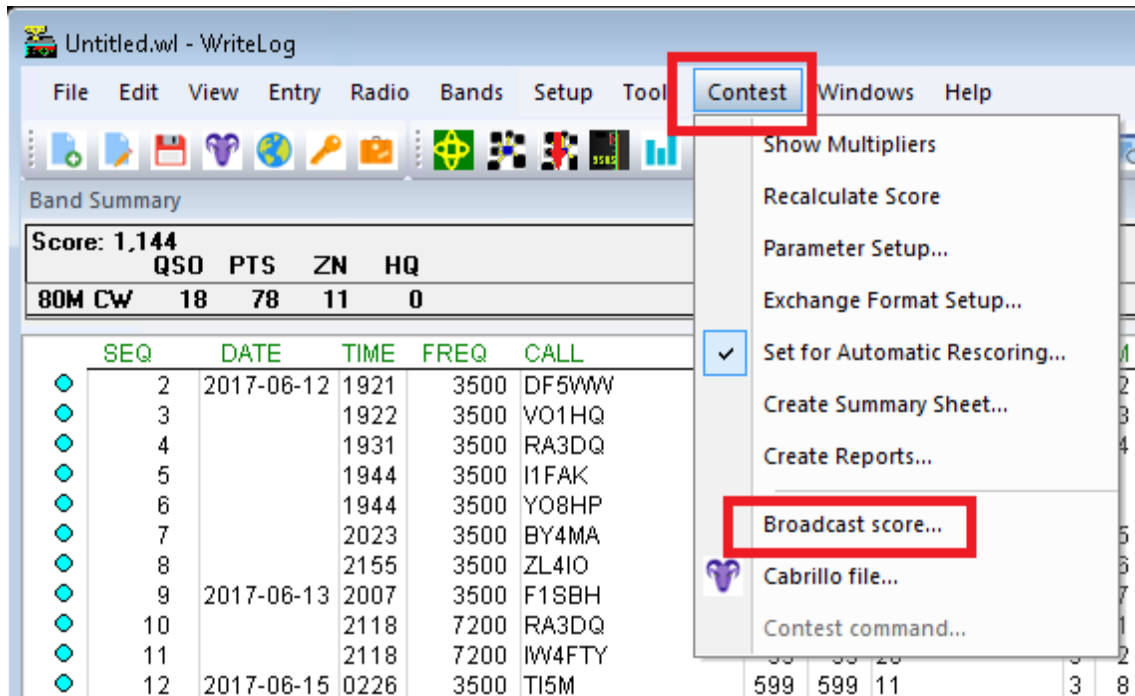 Untitled.wl - WriteLog
File Edit View Entry Radio Bands Setup Tool Contest Windows Help
Band Summary
Score: 1,144
QSO PTS ZN HQ
80M CW 18 78 11 0
SEQ DATE TIME FREQ CALL
2 2017-06-12 1921 3500 DF5WW
3 1922 3500 VO1HQ
4 1931 3500 RA3DQ
5 1944 3500 I1FAK
6 1944 3500 YO8HP
7 2023 3500 BY4MA
8 2155 3500 ZL4IO
9 2017-06-13 2007 3500 F1SBH
10 2118 7200 RA3DQ
11 2118 7200 IW4FTY
12 2017-06-15 0226 3500 TI5M 599 599 11 3 8
Show Multipliers
Recalculate Score
Parameter Setup...
Exchange Format Setup...
Set for Automatic Rescoring...
Create Summary Sheet...
Create Reports...
Broadcast score...
Cabrillo file...
Contest command...